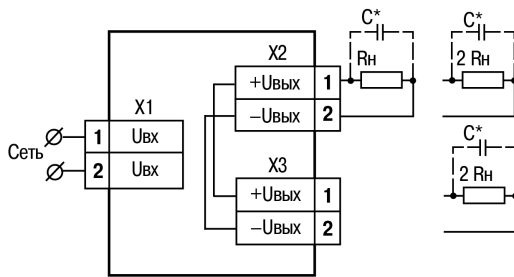 C*
C*
X2
Rн
2 Rн
+Uвых 1
X1
−Uвых 2
1 Uвх
C*
Сеть
X3
2 Uвх
2 Rн
+Uвых 1
−Uвых 2